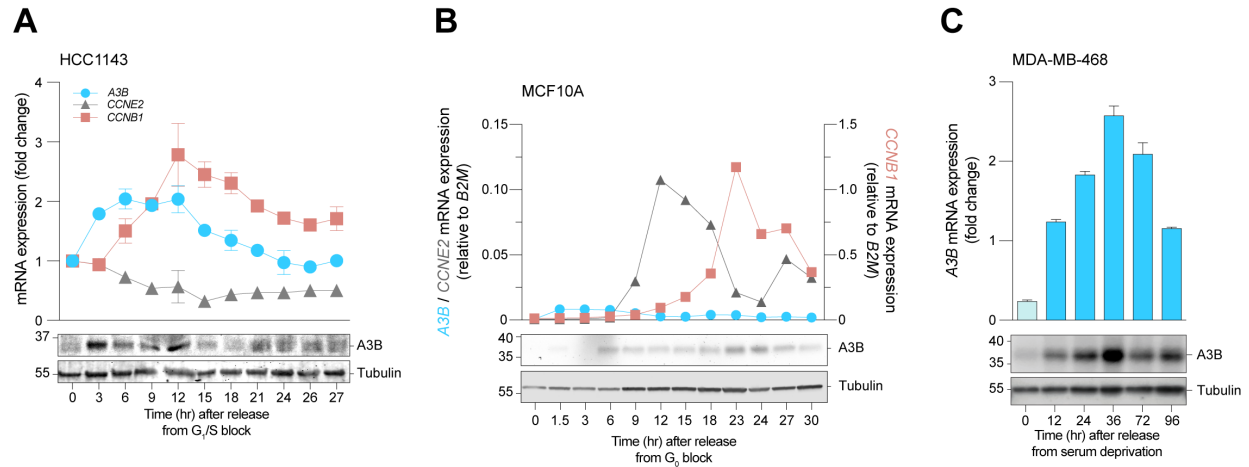 A
HCC1143
mRNA expression (fold change)
4
3
2
1
0
A3B
CCNE2
CCNB1
37
55
A3B
Tubulin
0 3 6 9 12 15 18 21 24 26 27
Time (hr) after release
from G1/S block
B
MCF10A
A3B / CCNE2 mRNA expression
(relative to B2M)
0.15
0.10
0.05
0
1.5
1.0
0.5
0
CCNB1 mRNA expression
(relative to B2M)
40
35
55
A3B
Tubulin
0 1.5 3 6 9 12 15 18 23 24 27 30
Time (hr) after release
from G0 block
C
MDA-MB-468
A3B mRNA expression
(fold change)
3
2
1
0
40
35
55
A3B
Tubulin
0 12 24 36 72 96
Time (hr) after release
from serum deprivation